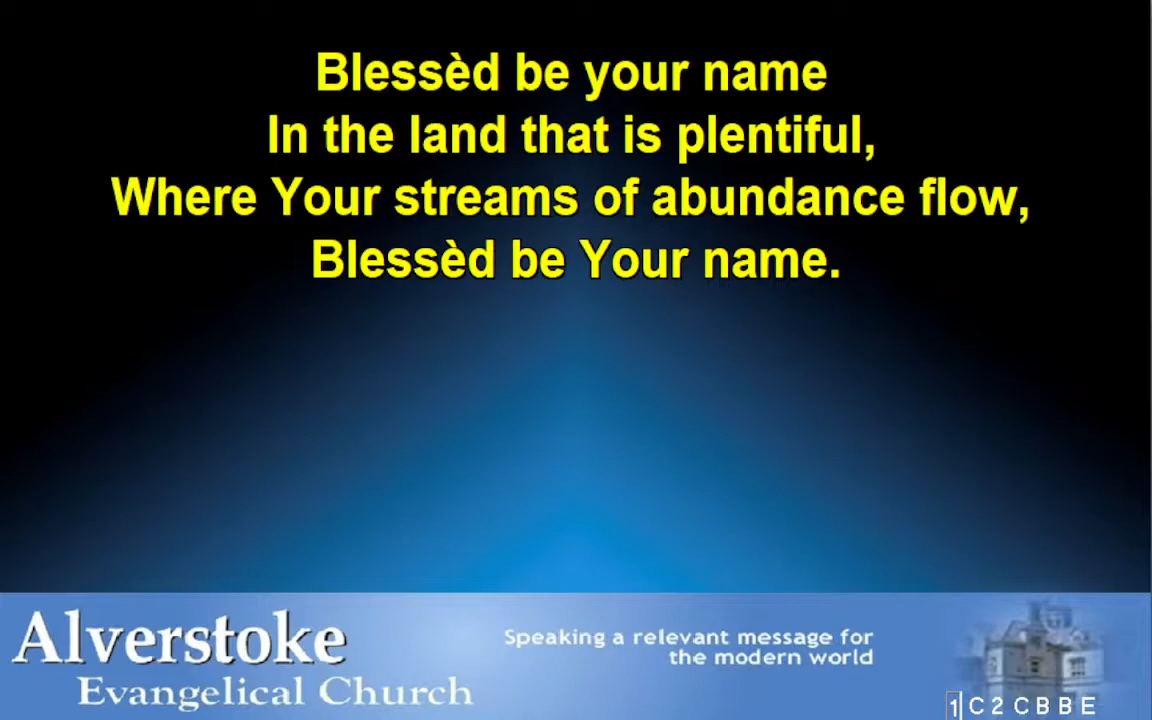 Blessèd be your name
In the land that is plentiful,
Where Your streams of abundance flow,
Blessèd be Your name.
Alverstoke
Evangelical Church
Speaking a relevant message for
the modern world
1 C 2 C B B E